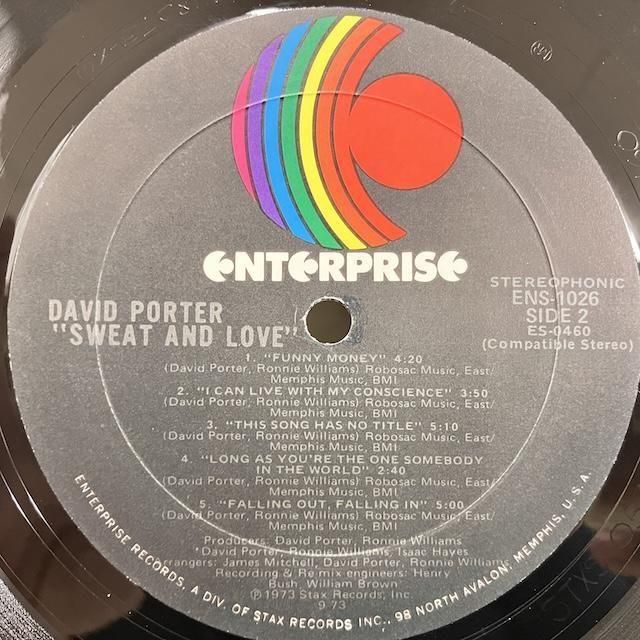 ENTERPRISE
STEREOPHONIC
ENS-1026
SIDE 2
ES-0460
(Compatible Stereo)
DAVID PORTER
"SWEAT AND LOVE"
1. "FUNNY MONEY" 4:20
(David Porter, Ronnie Williams) Robosac Music, East/
Memphis Music, BMI
2. "I CAN LIVE WITH MY CONSCIENCE" 3:50
(David Porter, Ronnie Williams) Robosac Music, East/
Memphis Music, BMI
3. "THIS SONG HAS NO TITLE" 5:10
(David Porter, Ronnie Williams) Robosac Music, East/
Memphis Music, BMI
4. "LONG AS YOU'RE THE ONE SOMEBODY
IN THE WORLD" 2:40
(David Porter, Ronnie Williams) Robosac Music, East/
Memphis Music, BMI
5. "FALLING OUT, FALLING IN" 5:00
(David Porter, Ronnie Williams) Robosac Music, East/
Memphis Music, BMI
Producers: David Porter, Ronnie Williams
*David Porter, Ronnie Williams, Isaac Hayes
Arrangers: James Mitchell, David Porter, Ronnie Williams
Recording & Re-mix engineers: Henry
Bush, William Brown
©1973 Stax Records Inc.
9-73
ENTERPRISE RECORDS, A DIV. OF STAX RECORDS INC., 98 NORTH AVALON, MEMPHIS, U.S.A.